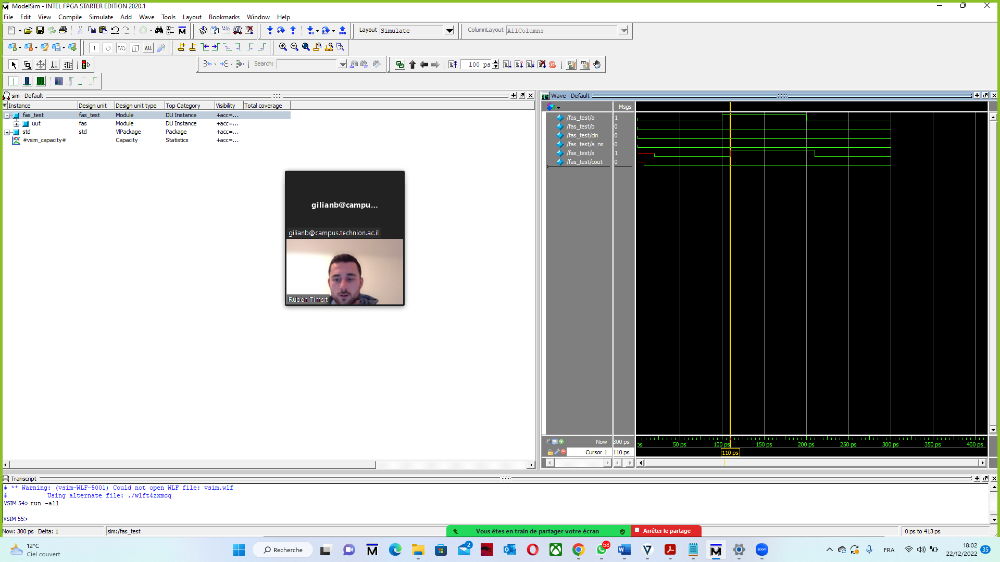 ModelSim - INTEL FPGA STARTER EDITION 2020.1
File Edit View Compile Simulate Add Wave Tools Layout Bookmarks Window Help
Layout Simulate
ColumnLayout AllColumns
Search:
100 ps
sim - Default
Instance Design unit Design unit type Top Category Visibility Total coverage
fas_test fas_test Module DU Instance +acc=...
uut fas Module DU Instance +acc=...
std std VlPackage Package +acc=...
#vsim_capacity# Capacity Statistics +acc=...
gilianb@campu...
gilianb@campus.technion.ac.il
Ruben Timsit
Wave - Default
Msgs
/fas_test/a 1
/fas_test/b 0
/fas_test/cin 0
/fas_test/a_ns 0
/fas_test/s 1
/fas_test/cout 0
Now 300 ps
ps 50 ps 100 ps 150 ps 200 ps 250 ps 300 ps 350 ps 400 ps
Cursor 1 110 ps
110 ps
Transcript
# ** Warning: (vsim-WLF-5001) Could not open WLF file: vsim.wlf
# Using alternate file: ./wlft4zxmcq
VSIM 54> run -all
VSIM 55>
Now: 300 ps Delta: 1
sim:/fas_test
Vous êtes en train de partager votre écran
Arrêter le partage
0 ps to 413 ps
12°C
Ciel couvert
Recherche
2
58
zoom
FRA
18:02
22/12/2022
35